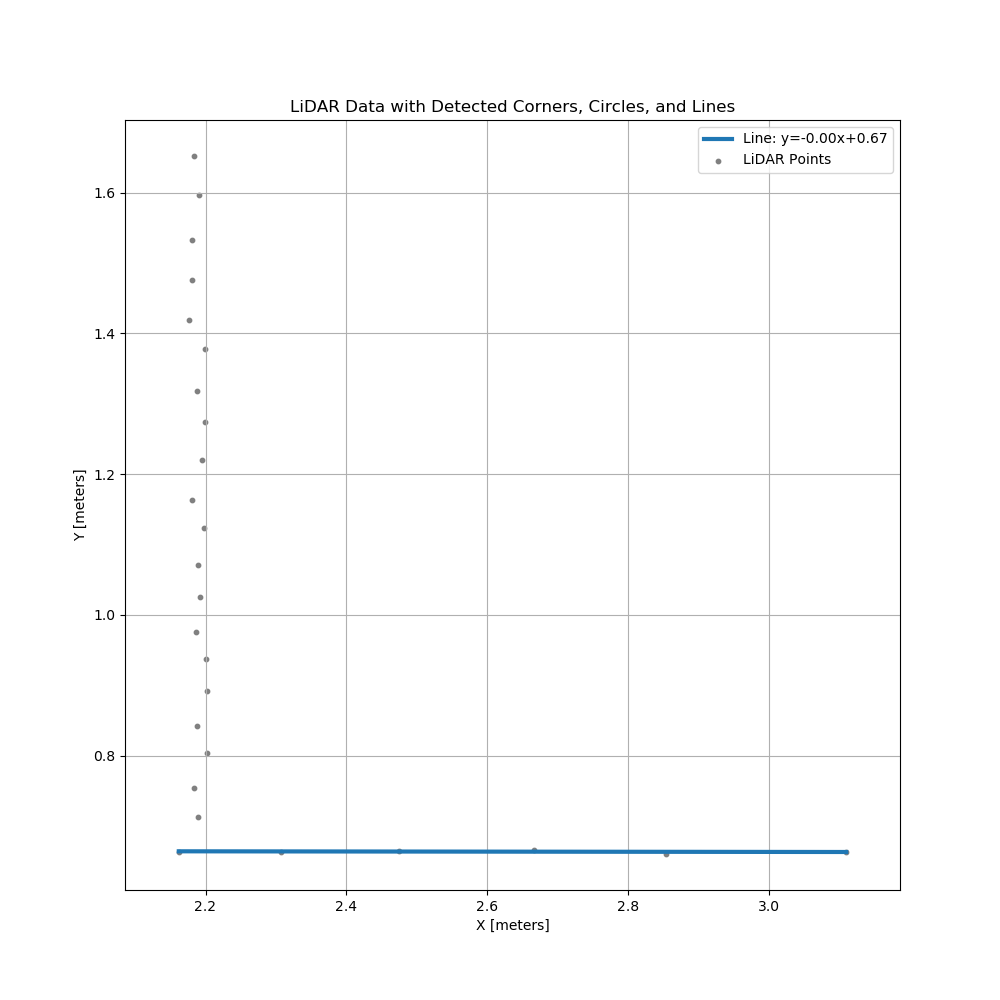 LiDAR Data with Detected Corners, Circles, and Lines
Line: y=-0.00x+0.67
LiDAR Points
1.6
1.4
1.2
1.0
0.8
Y [meters]
2.2 2.4 2.6 2.8 3.0
X [meters]